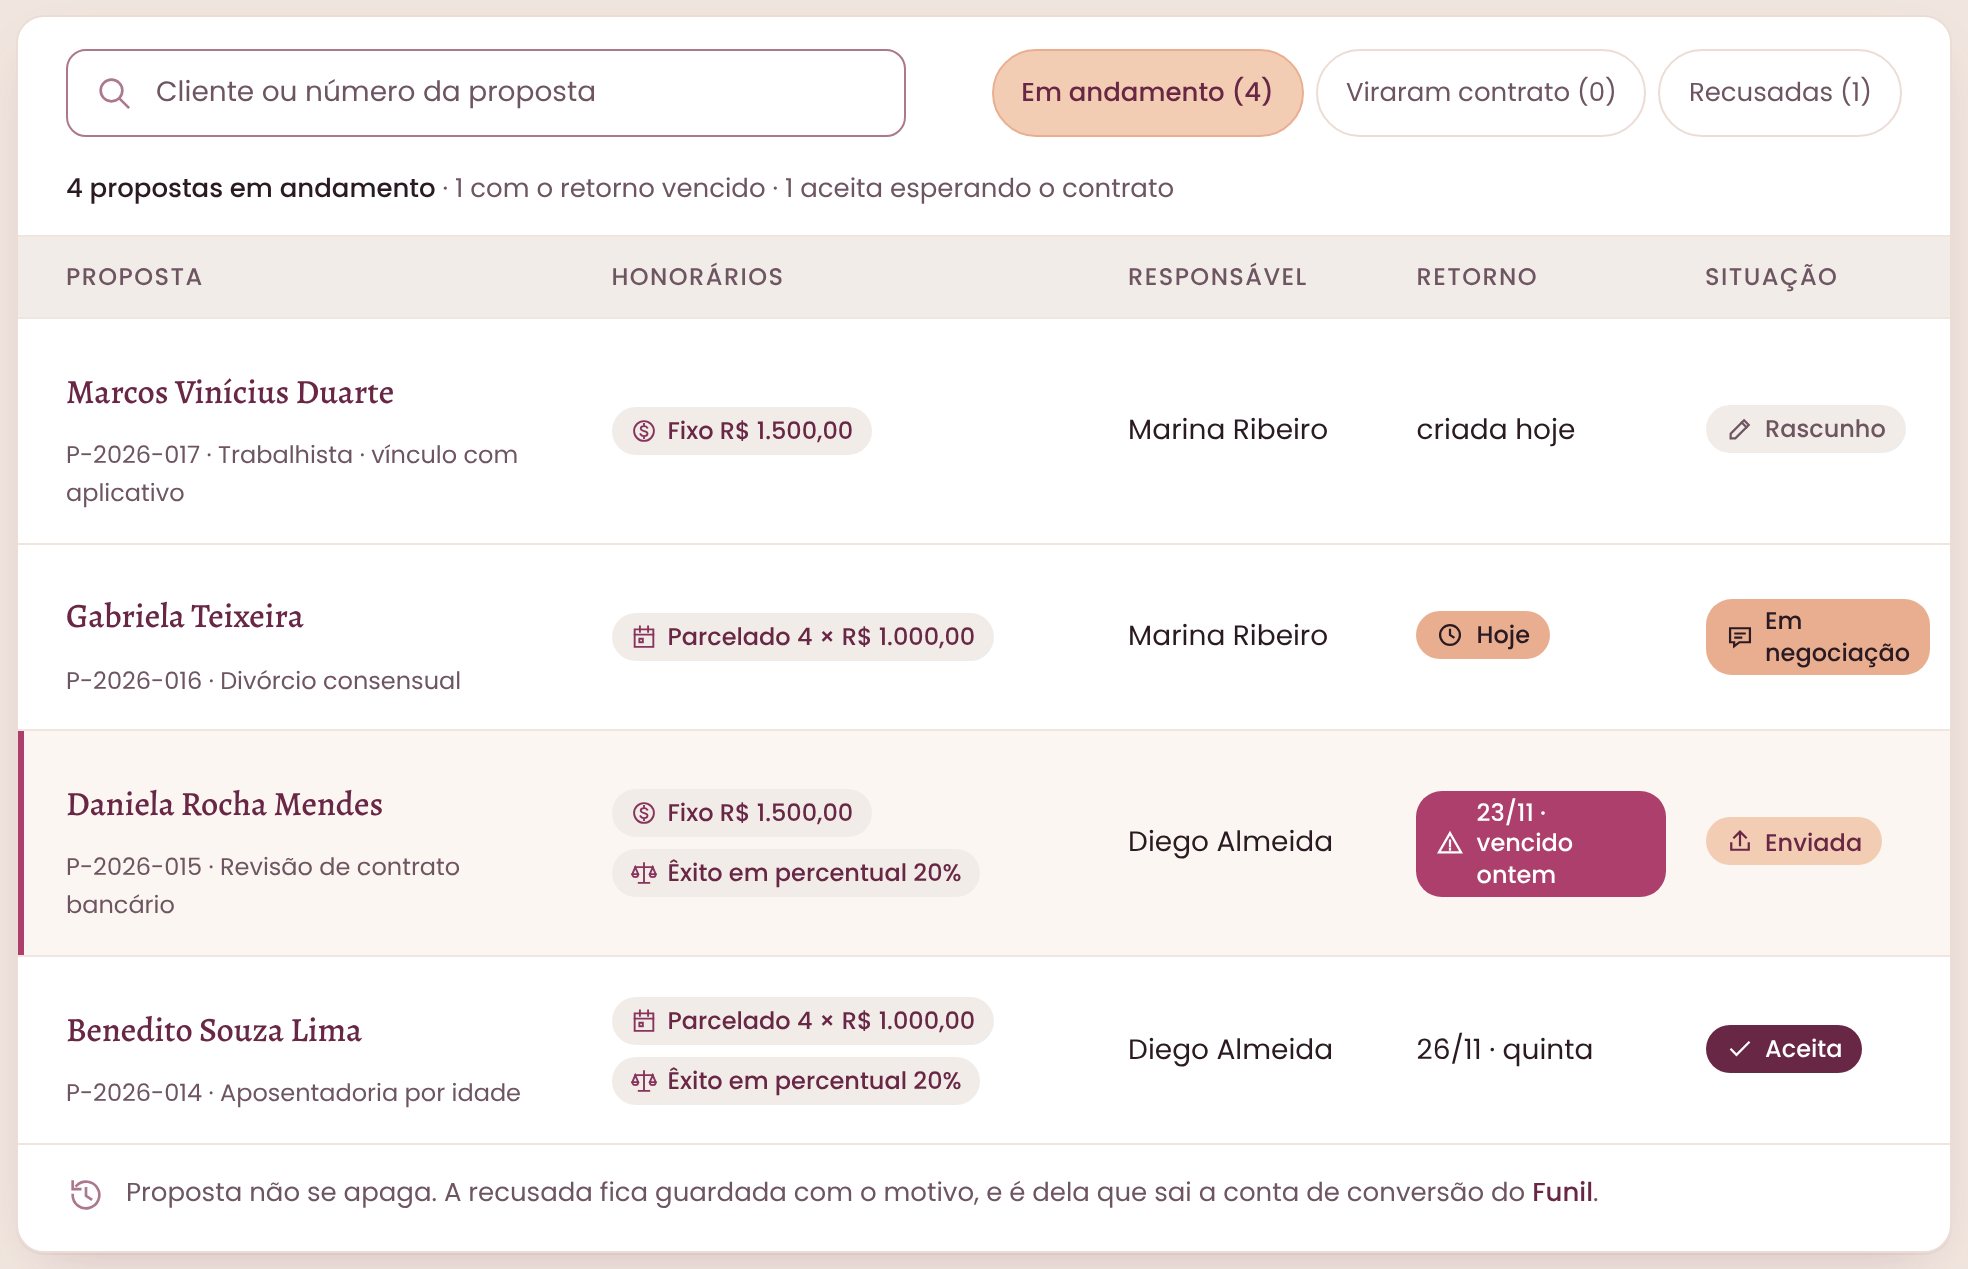 Cliente ou número da proposta
Em andamento (4)
Viraram contrato (0)
Recusadas (1)
4 propostas em andamento · 1 com o retorno vencido · 1 aceita esperando o contrato
PROPOSTA
HONORÁRIOS
RESPONSÁVEL
RETORNO
SITUAÇÃO
Marcos Vinícius Duarte
P-2026-017 · Trabalhista · vínculo com
aplicativo
Fixo R$ 1.500,00
Marina Ribeiro
criada hoje
Rascunho
Gabriela Teixeira
P-2026-016 · Divórcio consensual
Parcelado 4 × R$ 1.000,00
Marina Ribeiro
Hoje
Em
negociação
Daniela Rocha Mendes
P-2026-015 · Revisão de contrato
bancário
Fixo R$ 1.500,00
Êxito em percentual 20%
Diego Almeida
23/11 ·
vencido
ontem
Enviada
Benedito Souza Lima
P-2026-014 · Aposentadoria por idade
Parcelado 4 × R$ 1.000,00
Êxito em percentual 20%
Diego Almeida
26/11 · quinta
Aceita
Proposta não se apaga. A recusada fica guardada com o motivo, e é dela que sai a conta de conversão do Funil.